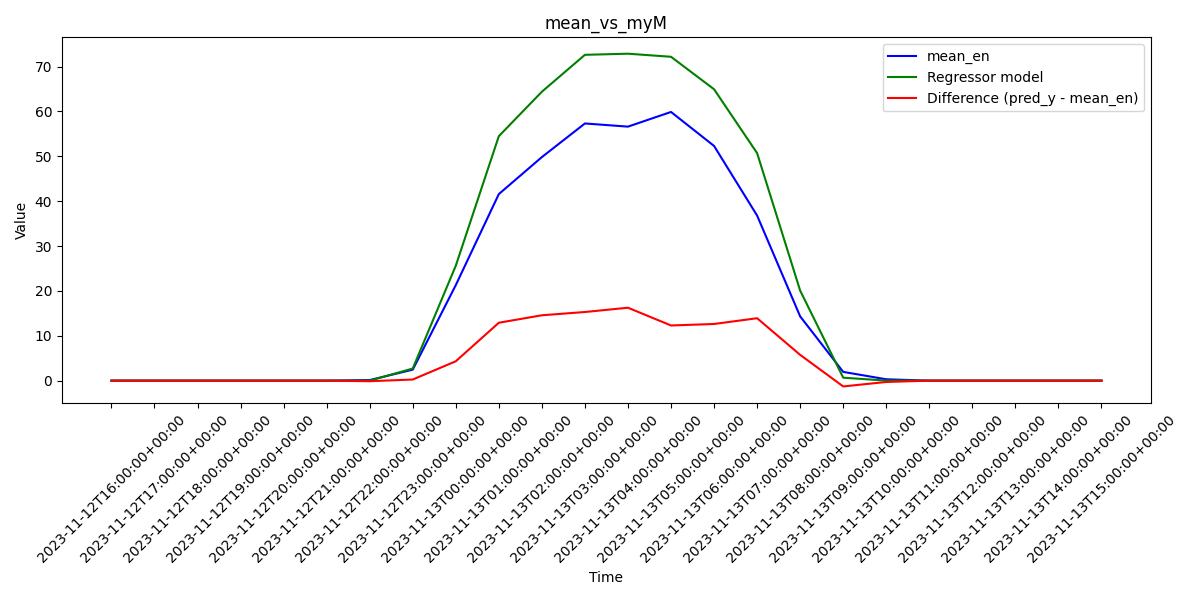 mean_vs_myM
mean_en
Regressor model
Difference (pred_y - mean_en)
Value
70
60
50
40
30
20
10
0
2023-11-12T16:00:00+00:00
2023-11-12T17:00:00+00:00
2023-11-12T18:00:00+00:00
2023-11-12T19:00:00+00:00
2023-11-12T20:00:00+00:00
2023-11-12T21:00:00+00:00
2023-11-12T22:00:00+00:00
2023-11-12T23:00:00+00:00
2023-11-13T00:00:00+00:00
2023-11-13T01:00:00+00:00
2023-11-13T02:00:00+00:00
2023-11-13T03:00:00+00:00
2023-11-13T04:00:00+00:00
2023-11-13T05:00:00+00:00
2023-11-13T06:00:00+00:00
2023-11-13T07:00:00+00:00
2023-11-13T08:00:00+00:00
2023-11-13T09:00:00+00:00
2023-11-13T10:00:00+00:00
2023-11-13T11:00:00+00:00
2023-11-13T12:00:00+00:00
2023-11-13T13:00:00+00:00
2023-11-13T14:00:00+00:00
2023-11-13T15:00:00+00:00
Time